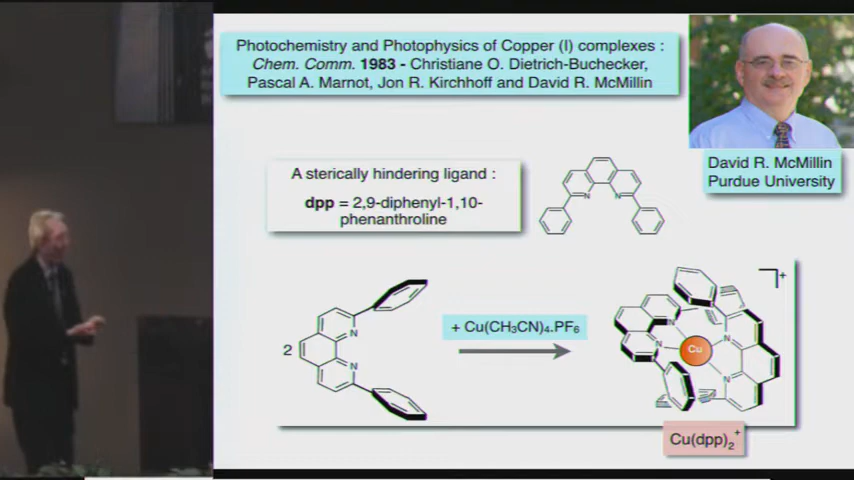 Photochemistry and Photophysics of Copper (I) complexes :
Chem. Comm. 1983 - Christiane O. Dietrich-Buchecker,
Pascal A. Marnot, Jon R. Kirchhoff and David R. McMillin
David R. McMillin
Purdue University
A sterically hindering ligand :
dpp = 2,9-diphenyl-1,10-
phenanthroline
N N
2
N
N
+ Cu(CH3CN)4.PF6
+
N
N
Cu
N
N
Cu(dpp)2+